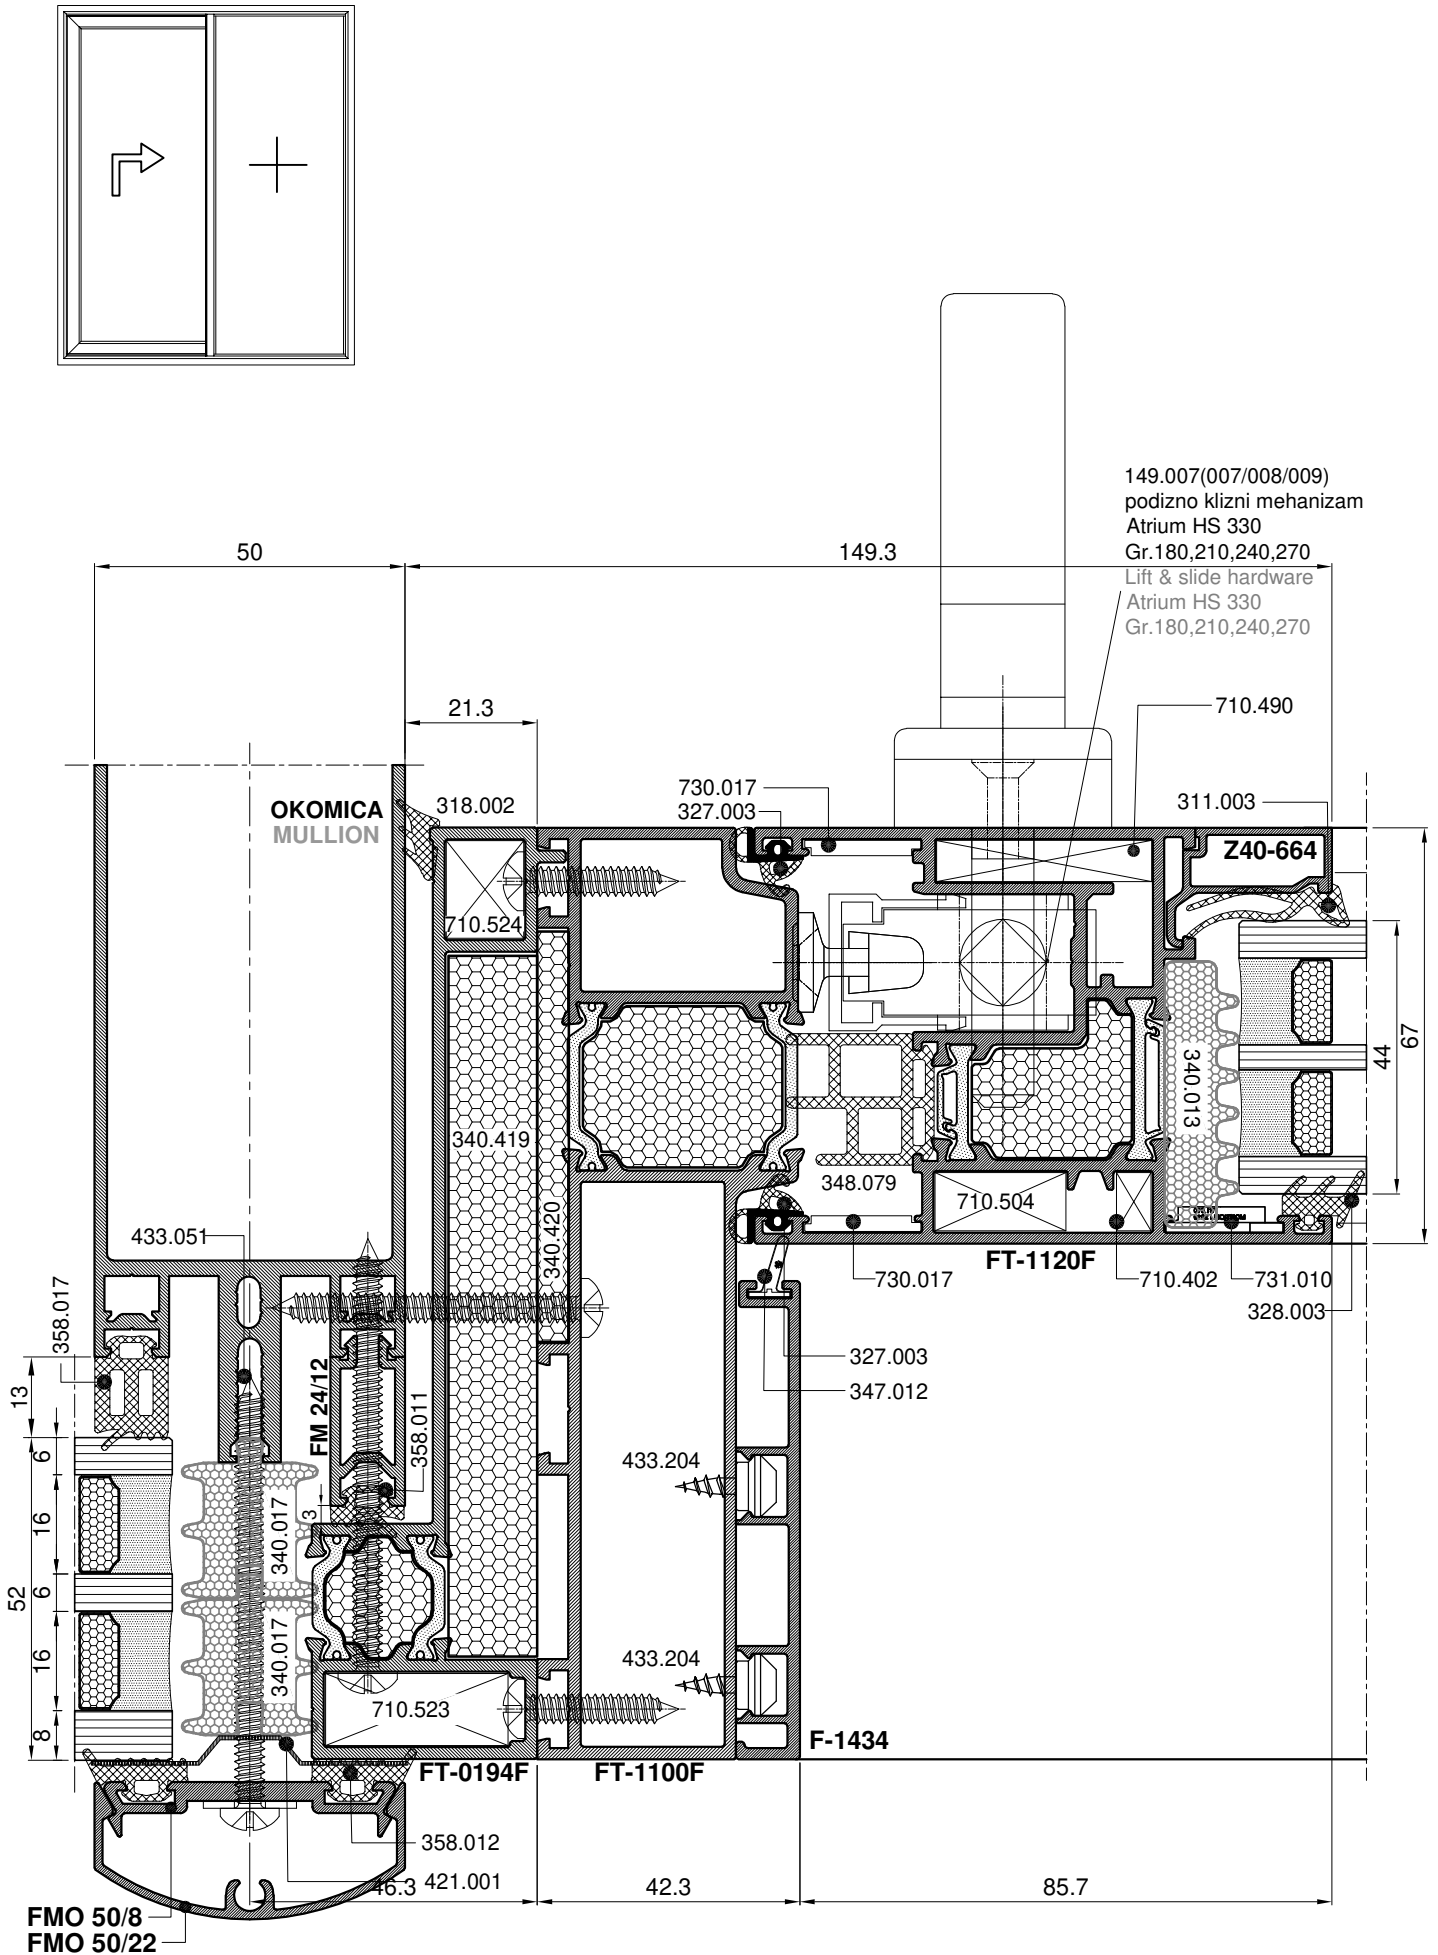 149.007(007/008/009)
podizno klizni mehanizam
Atrium HS 330
Gr.180,210,240,270
Lift & slide hardware
Atrium HS 330
Gr.180,210,240,270
50
149.3
21.3
710.490
730.017
327.003
318.002
311.003
OKOMICA
MULLION
Z40-664
710.524
44
67
340.013
340.419
348.079
710.504
340.420
433.051
FT-1120F
358.017
730.017
710.402
731.010
328.003
327.003
347.012
13
FM 24/12
358.011
433.204
6
16
6
16
8
52
3
340.017
340.017
433.204
710.523
F-1434
FT-0194F
FT-1100F
358.012
421.001
46.3
42.3
85.7
FMO 50/8
FMO 50/22